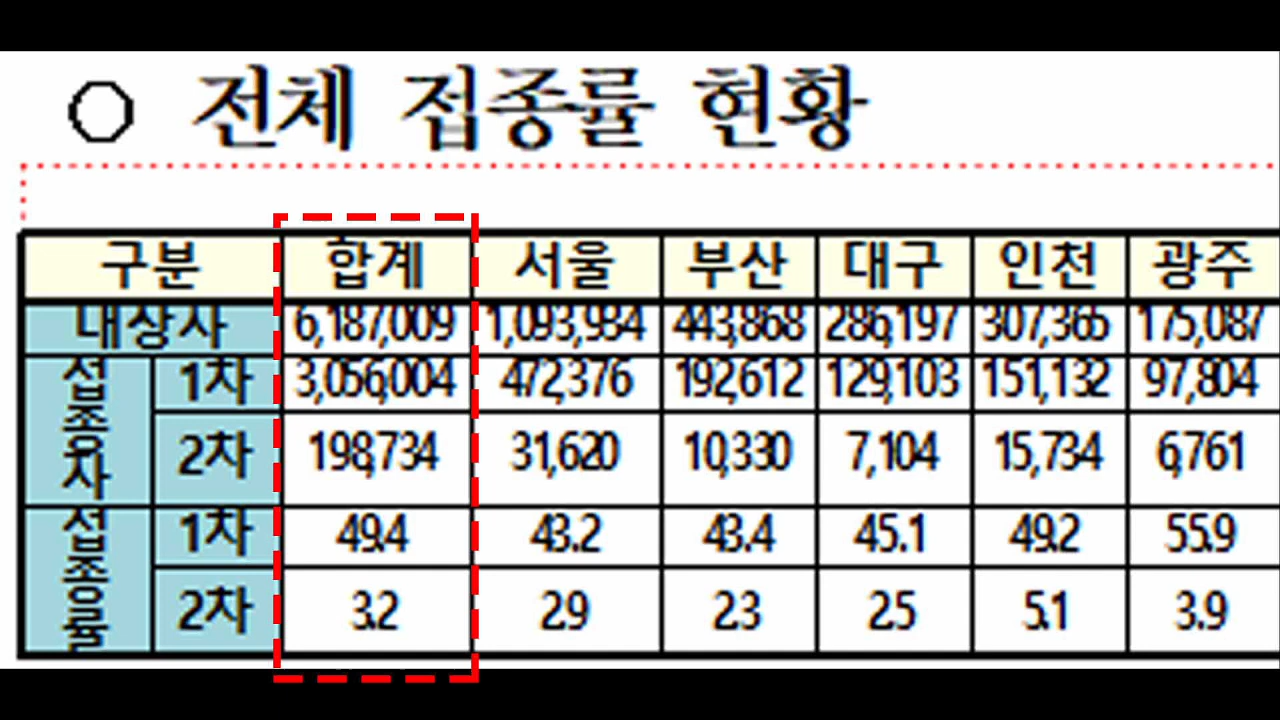 ○ 전체 접종률 현황
구분 합계 서울 부산 대구 인천 광주
대상자 6,187,009 1,093,934 443,868 286,197 307,365 175,087
접종자 1차 3,056,004 472,376 192,612 129,103 151,132 97,804
2차 198,734 31,620 10,330 7,104 15,734 6,761
접종률 1차 49.4 43.2 43.4 45.1 49.2 55.9
2차 3.2 2.9 2.3 2.5 5.1 3.9